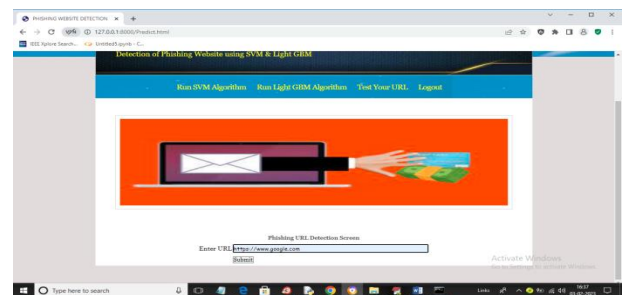 PHISHING WEBSITE DETECTION
127.0.0.1:8000/Predict.html
IEEE Xplore Search...
Untitled5.ipynb - C...
Detection of Phishing Website using SVM & Light GBM
Run SVM Algorithm Run Light GBM Algorithm Test Your URL Logout
Phishing URL Detection Screen
Enter URL https://www.google.com
Submit
Activate Windows
Go to Settings to activate Windows.
Type here to search
Links
16:37